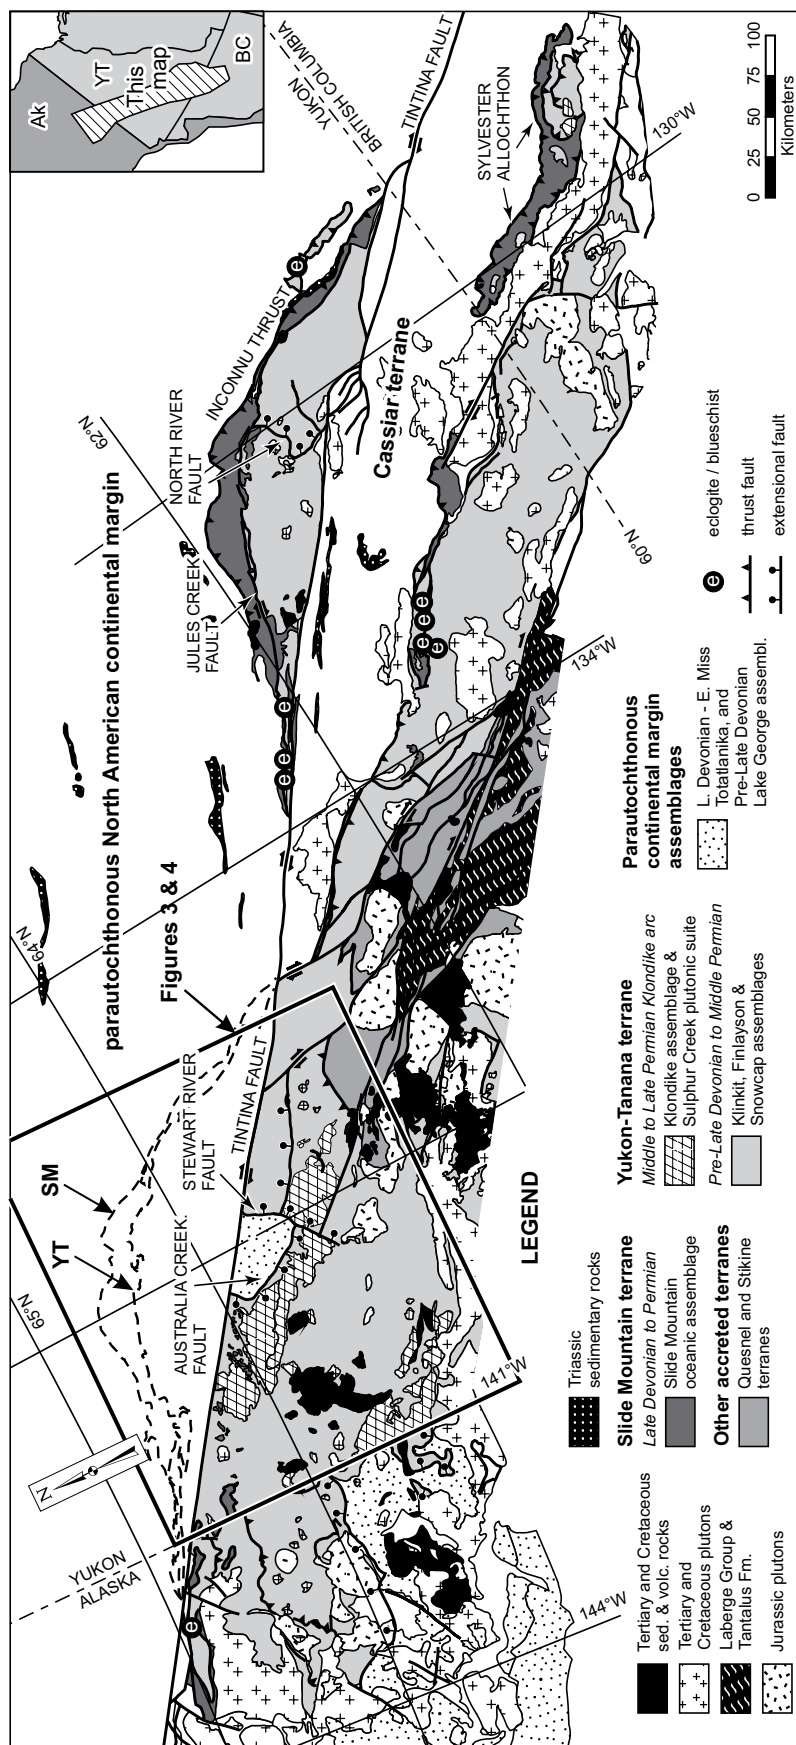 Ak
YT
This
map
BC
62°N
64°N
65°N
60°N
130°W
134°W
141°W
144°W
parautochthonous North American continental margin
INCONNU THRUST
NORTH RIVER
FAULT
JULES CREEK
FAULT
TINTINA FAULT
YUKON
BRITISH COLUMBIA
SYLVESTER
ALLOCHTHON
Cassiar terrane
e
e
e
e
e
e
e
e
e
Figures 3 & 4
STEWART RIVER
FAULT
TINTINA FAULT
SM
YT
AUSTRALIA CREEK
FAULT
N
YUKON
ALASKA
0 25 50 75 100
Kilometers
LEGEND
Tertiary and Cretaceous
sed. & volc. rocks
Tertiary and
Cretaceous plutons
Laberge Group &
Tantalus Fm.
Jurassic plutons
Triassic
sedimentary rocks
Slide Mountain terrane
Late Devonian to Permian
Slide Mountain
oceanic assemblage
Other accreted terranes
Quesnel and Stilkine
terranes
Yukon-Tanana terrane
Middle to Late Permian Klondike arc
Klondike assemblage &
Sulphur Creek plutonic suite
Pre-Late Devonian to Middle Permian
Klinkit, Finlayson &
Snowcap assemblages
Parautochthonous
continental margin
assemblages
L. Devonian - E. Miss
Totatlanika, and
Pre-Late Devonian
Lake George assembl.
e eclogite / blueschist
thrust fault
extensional fault